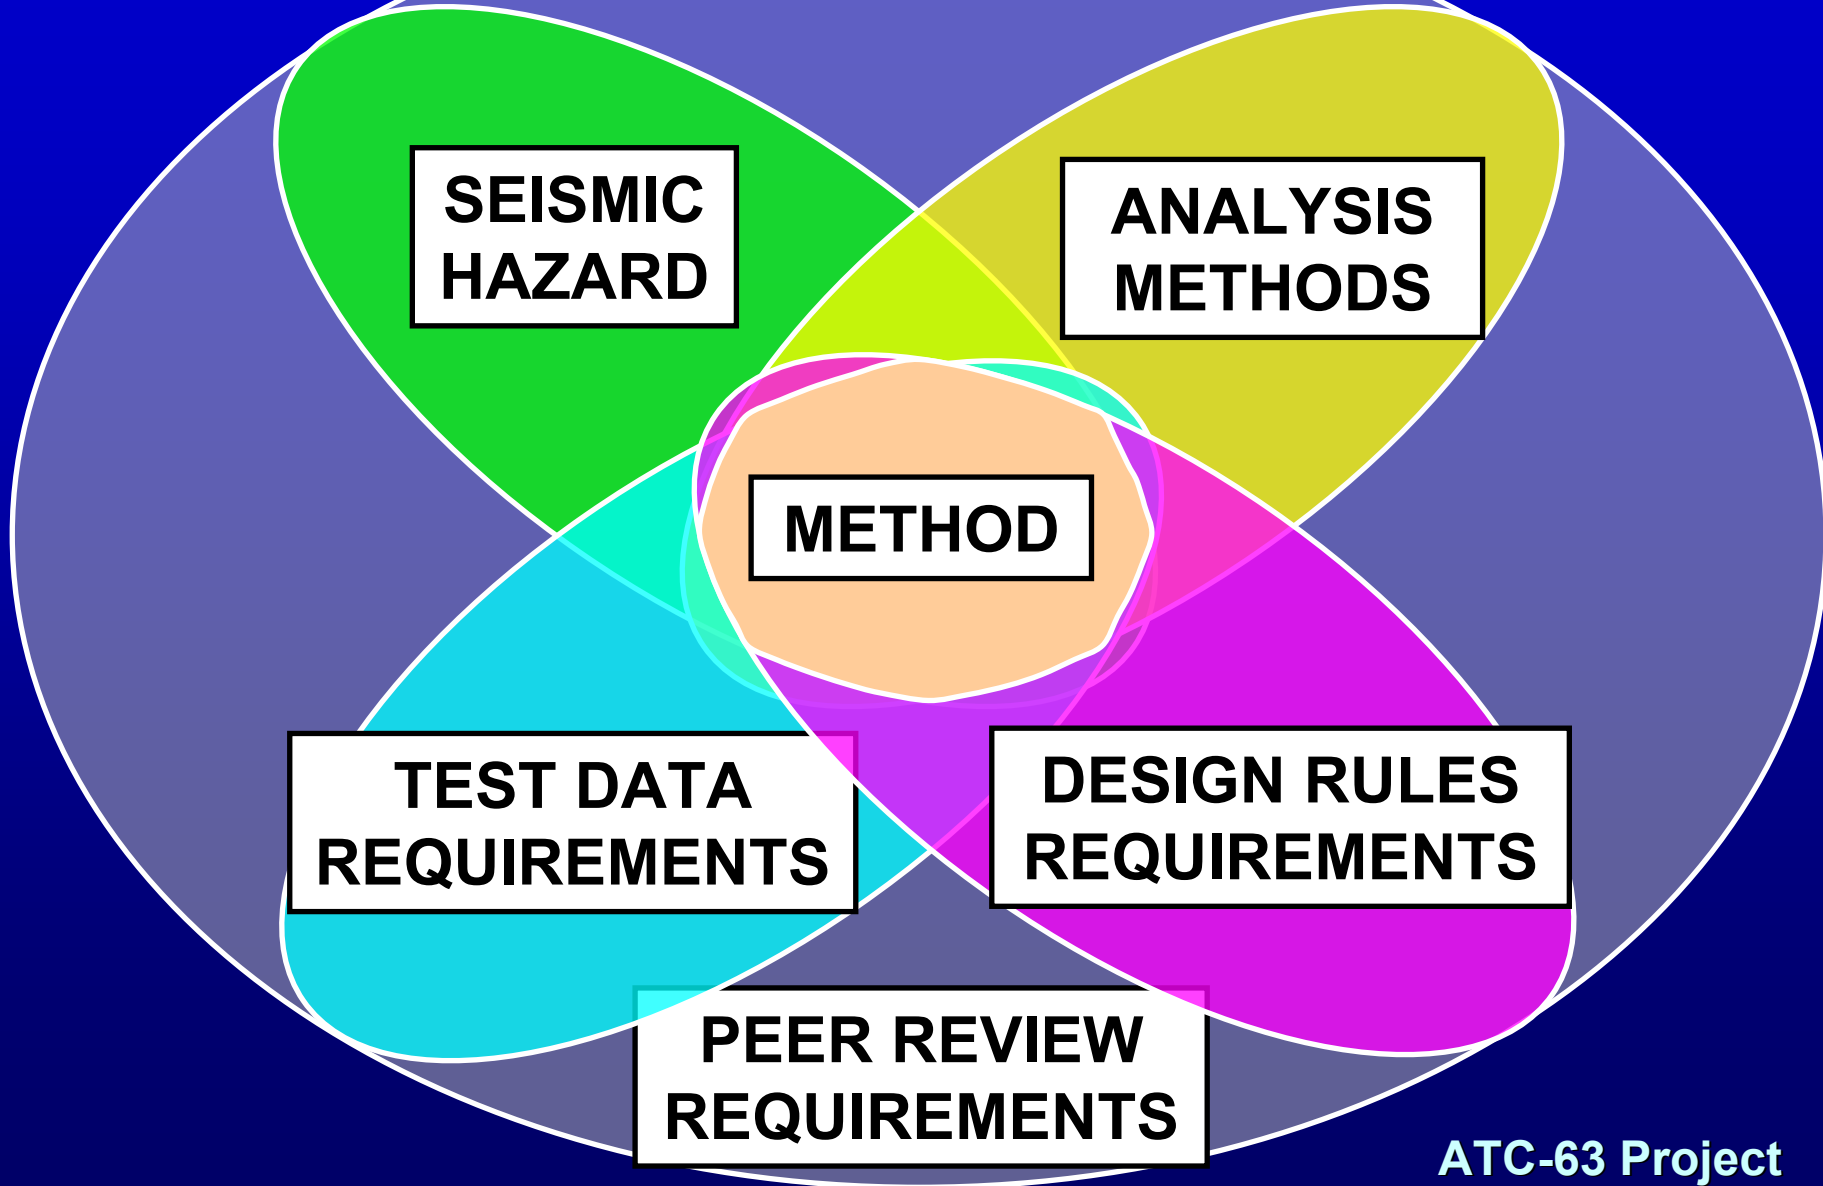 SEISMIC
HAZARD
ANALYSIS
METHODS
METHOD
TEST DATA
REQUIREMENTS
DESIGN RULES
REQUIREMENTS
PEER REVIEW
REQUIREMENTS
ATC-63 Project